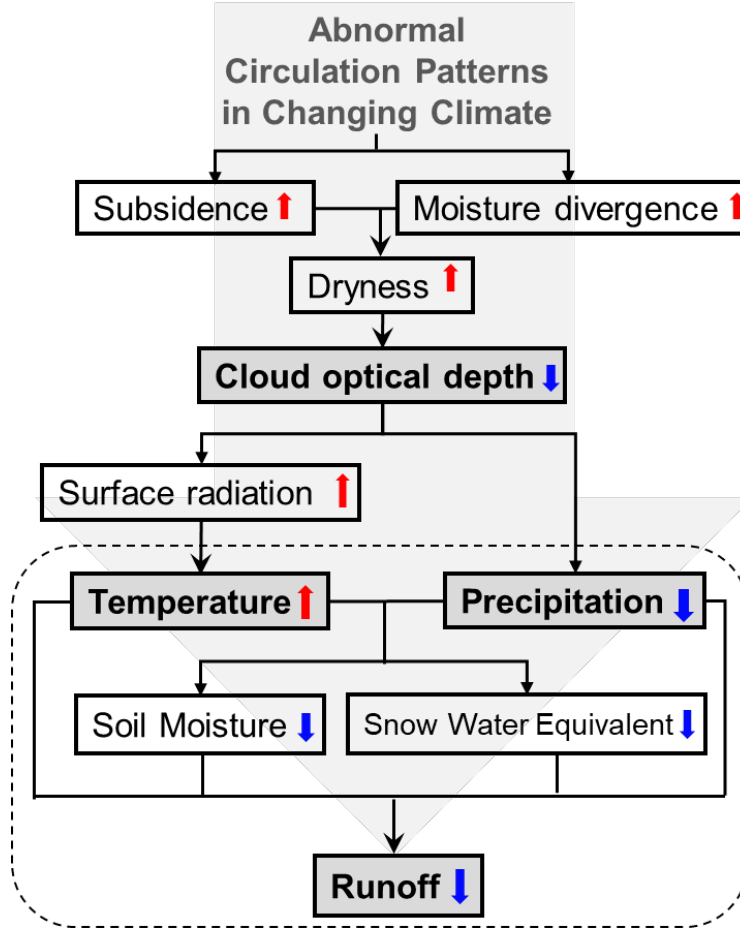 Abnormal
Circulation Patterns
in Changing Climate
Subsidence
Moisture divergence
Dryness
Cloud optical depth
Surface radiation
Temperature
Precipitation
Soil Moisture
Snow Water Equivalent
Runoff